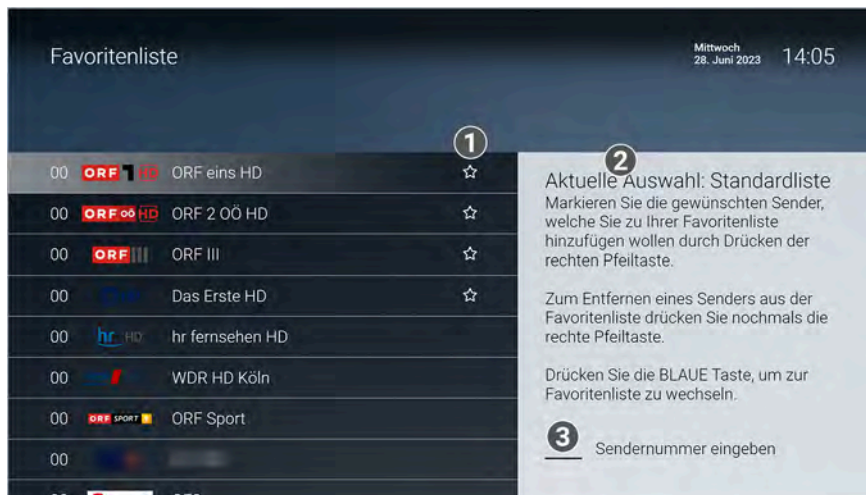 Favoritenliste
Mittwoch
28. Juni 2023
14:05
1
2
00 ORF 1 HD ORF eins HD
00 ORF OÖ HD ORF 2 OÖ HD
00 ORF III ORF III
00 Das Erste HD
00 hr HD hr fernsehen HD
00 WDR HD Köln
00 ORF SPORT + ORF Sport
00
Aktuelle Auswahl: Standardliste
Markieren Sie die gewünschten Sender,
welche Sie zu Ihrer Favoritenliste
hinzufügen wollen durch Drücken der
rechten Pfeiltaste.
Zum Entfernen eines Senders aus der
Favoritenliste drücken Sie nochmals die
rechte Pfeiltaste.
Drücken Sie die BLAUE Taste, um zur
Favoritenliste zu wechseln.
3
Sendernummer eingeben